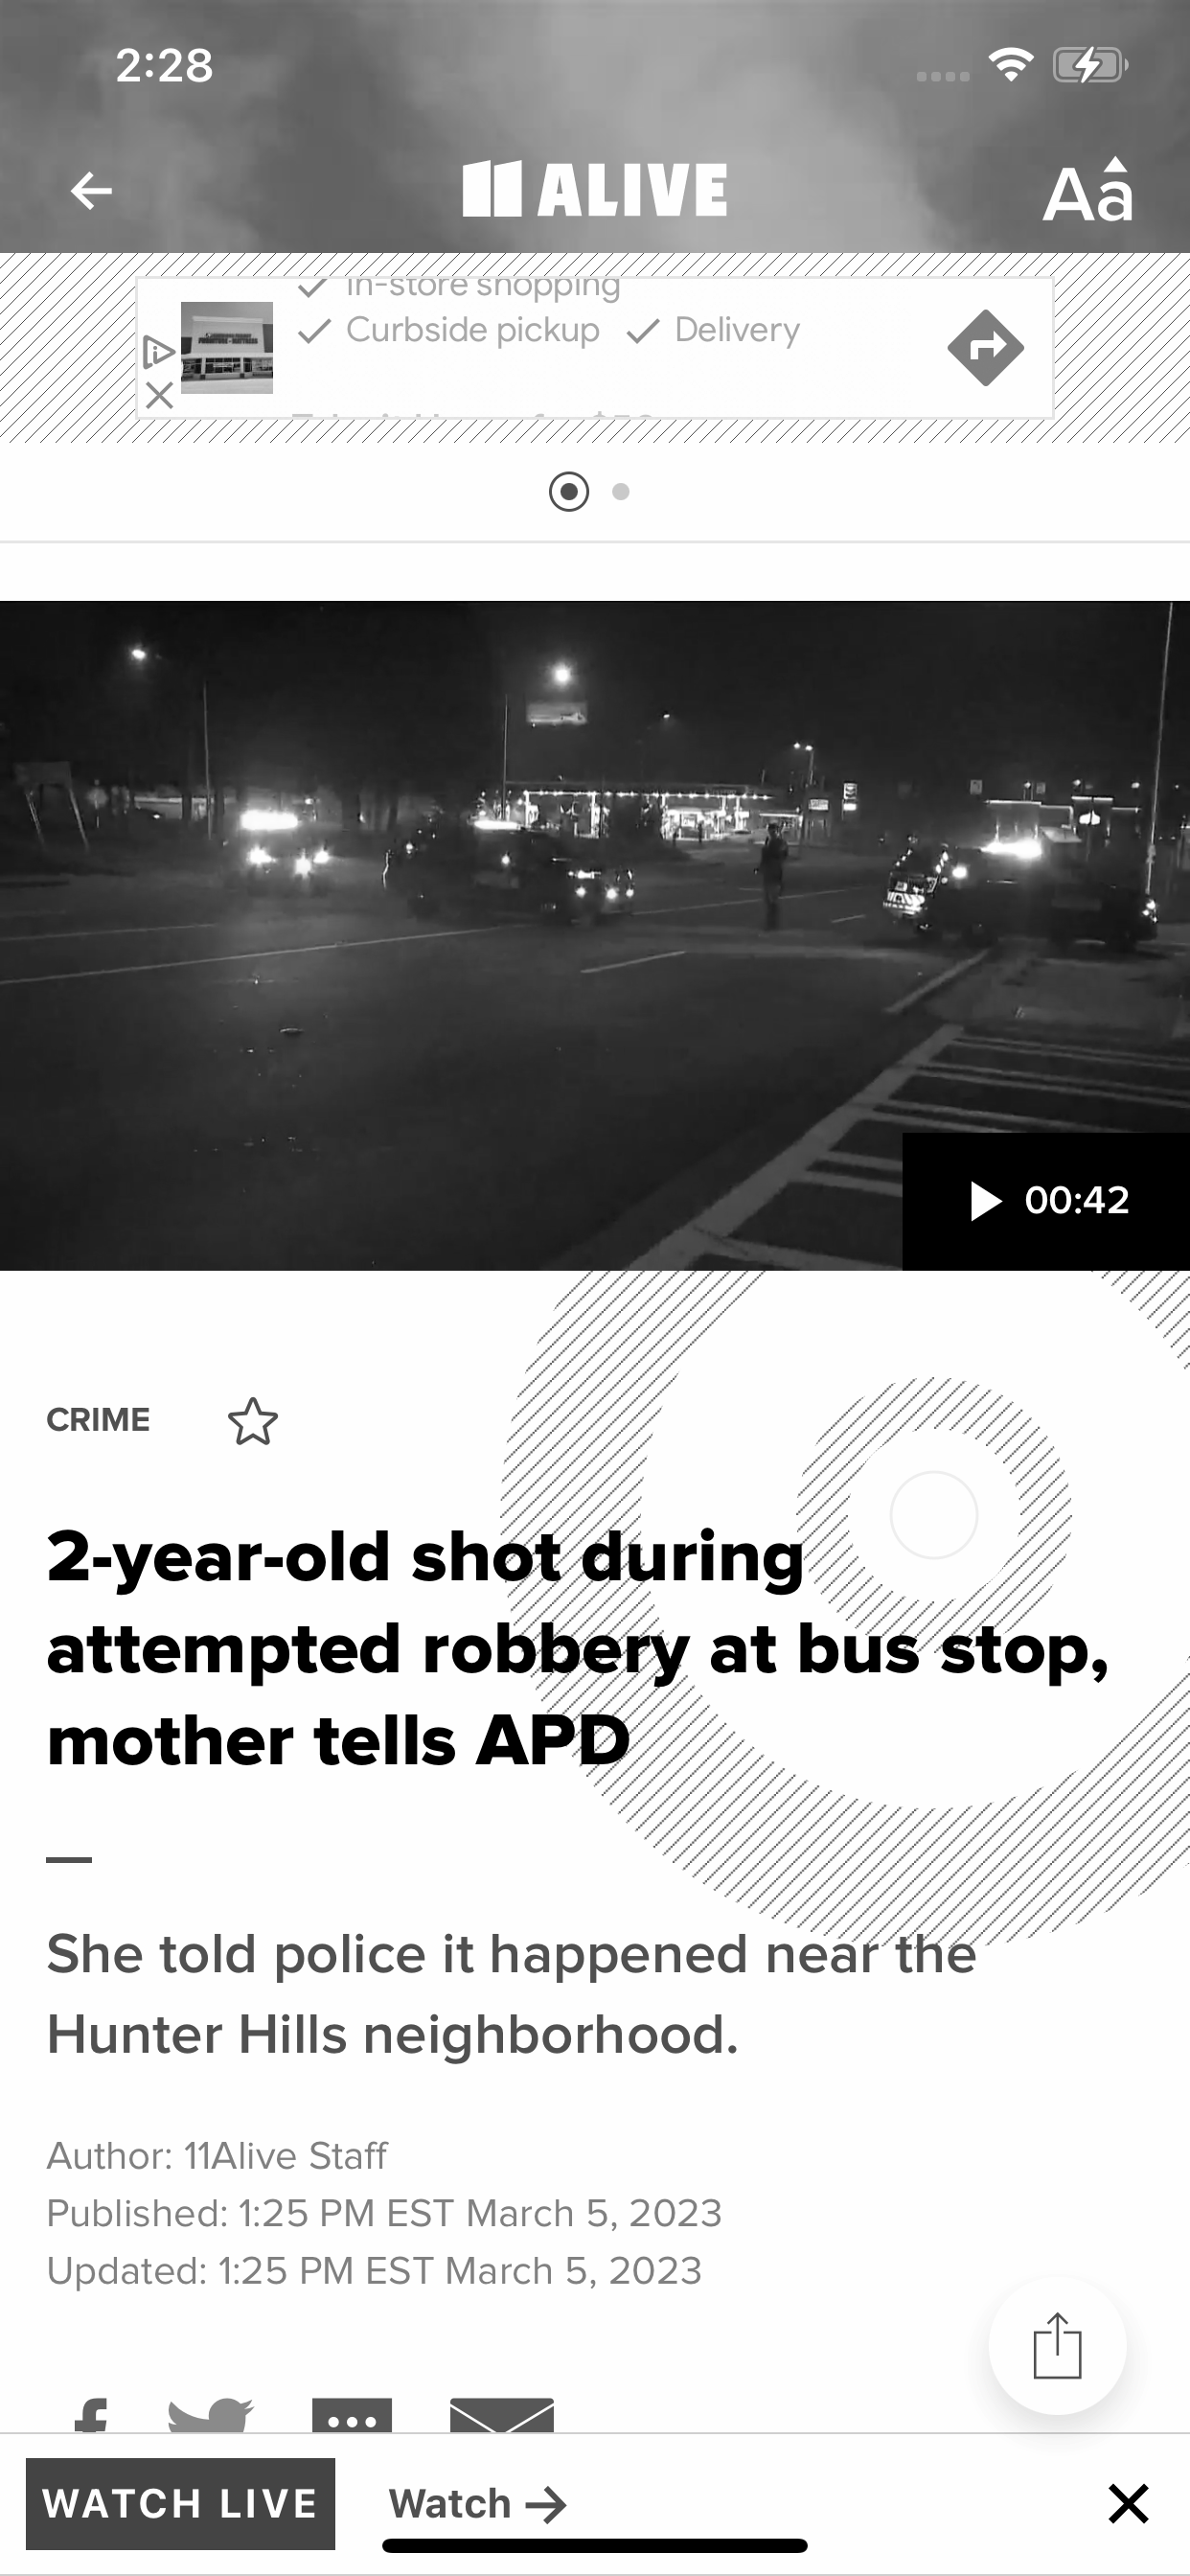 2:28
11 ALIVE
Aa
in-store shopping
Curbside pickup Delivery
00:42
CRIME
2-year-old shot during
attempted robbery at bus stop,
mother tells APD
She told police it happened near the
Hunter Hills neighborhood.
Author: 11Alive Staff
Published: 1:25 PM EST March 5, 2023
Updated: 1:25 PM EST March 5, 2023
WATCH LIVE Watch →